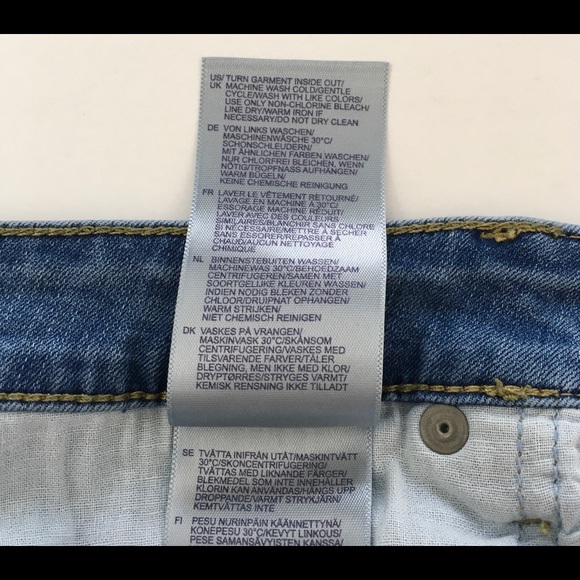 US/ TURN GARMENT INSIDE OUT/
UK MACHINE WASH COLD/GENTLE
CYCLE/WASH WITH LIKE COLORS/
USE ONLY NON-CHLORINE BLEACH/
LINE DRY/WARM IRON IF
NECESSARY/DO NOT DRY CLEAN
DE VON LINKS WASCHEN/
MASCHINENWÄSCHE 30°C/
SCHONSCHLEUDERN/
MIT ÄHNLICHEN FARBEN WASCHEN/
NUR CHLORFREI BLEICHEN, WENN
NÖTIG/TROPFNASS AUFHÄNGEN/
WARM BÜGELN/
KEINE CHEMISCHE REINIGUNG
FR LAVER LE VÊTEMENT RETOURNÉ/
LAVAGE EN MACHINE À 30°C/
ESSORAGE MACHINE RÉDUIT/
LAVER AVEC DES COULEURS
SIMILAIRES/BLANCHIR SANS CHLORE
SI NÉCESSAIRE/METTRE À SÉCHER
SANS ESSORER/REPASSER À
CHAUD/AUCUN NETTOYAGE
CHIMIQUE
NL BINNENSTEBUITEN WASSEN/
MACHINEWAS 30°C/BEHOEDZAAM
CENTRIFUGEREN/SAMEN MET
SOORTGELIJKE KLEUREN WASSEN/
INDIEN NODIG BLEKEN ZONDER
CHLOOR/DRUIPNAT OPHANGEN/
WARM STRIJKEN/
NIET CHEMISCH REINIGEN
DK VASKES PÅ VRANGEN/
MASKINVASK 30°C/SKÅNSOM
CENTRIFUGERING/VASKES MED
TILSVARENDE FARVER/TÅLER
BLEGNING, MEN IKKE MED KLOR/
DRYPTØRRES/STRYGES VARMT/
KEMISK RENSNING IKKE TILLADT
SE TVÄTTA INIFRÅN UTÅT/MASKINTVÄTT
30°C/SKONCENTRIFUGERING/
TVÄTTAS MED LIKNANDE FÄRGER/
BLEKMEDEL SOM INTE INNEHÅLLER
KLORIN KAN ANVÄNDAS/HÄNGS UPP
DROPPANDE/VARMT STRYKJÄRN/
KEMTVÄTTAS INTE
FI PESU NURINPÄIN KÄÄNNETTYNÄ/
KONEPESU 30°C/KEVYT LINKOUS/
PESE SAMANSÄVYISTEN KANSSA/